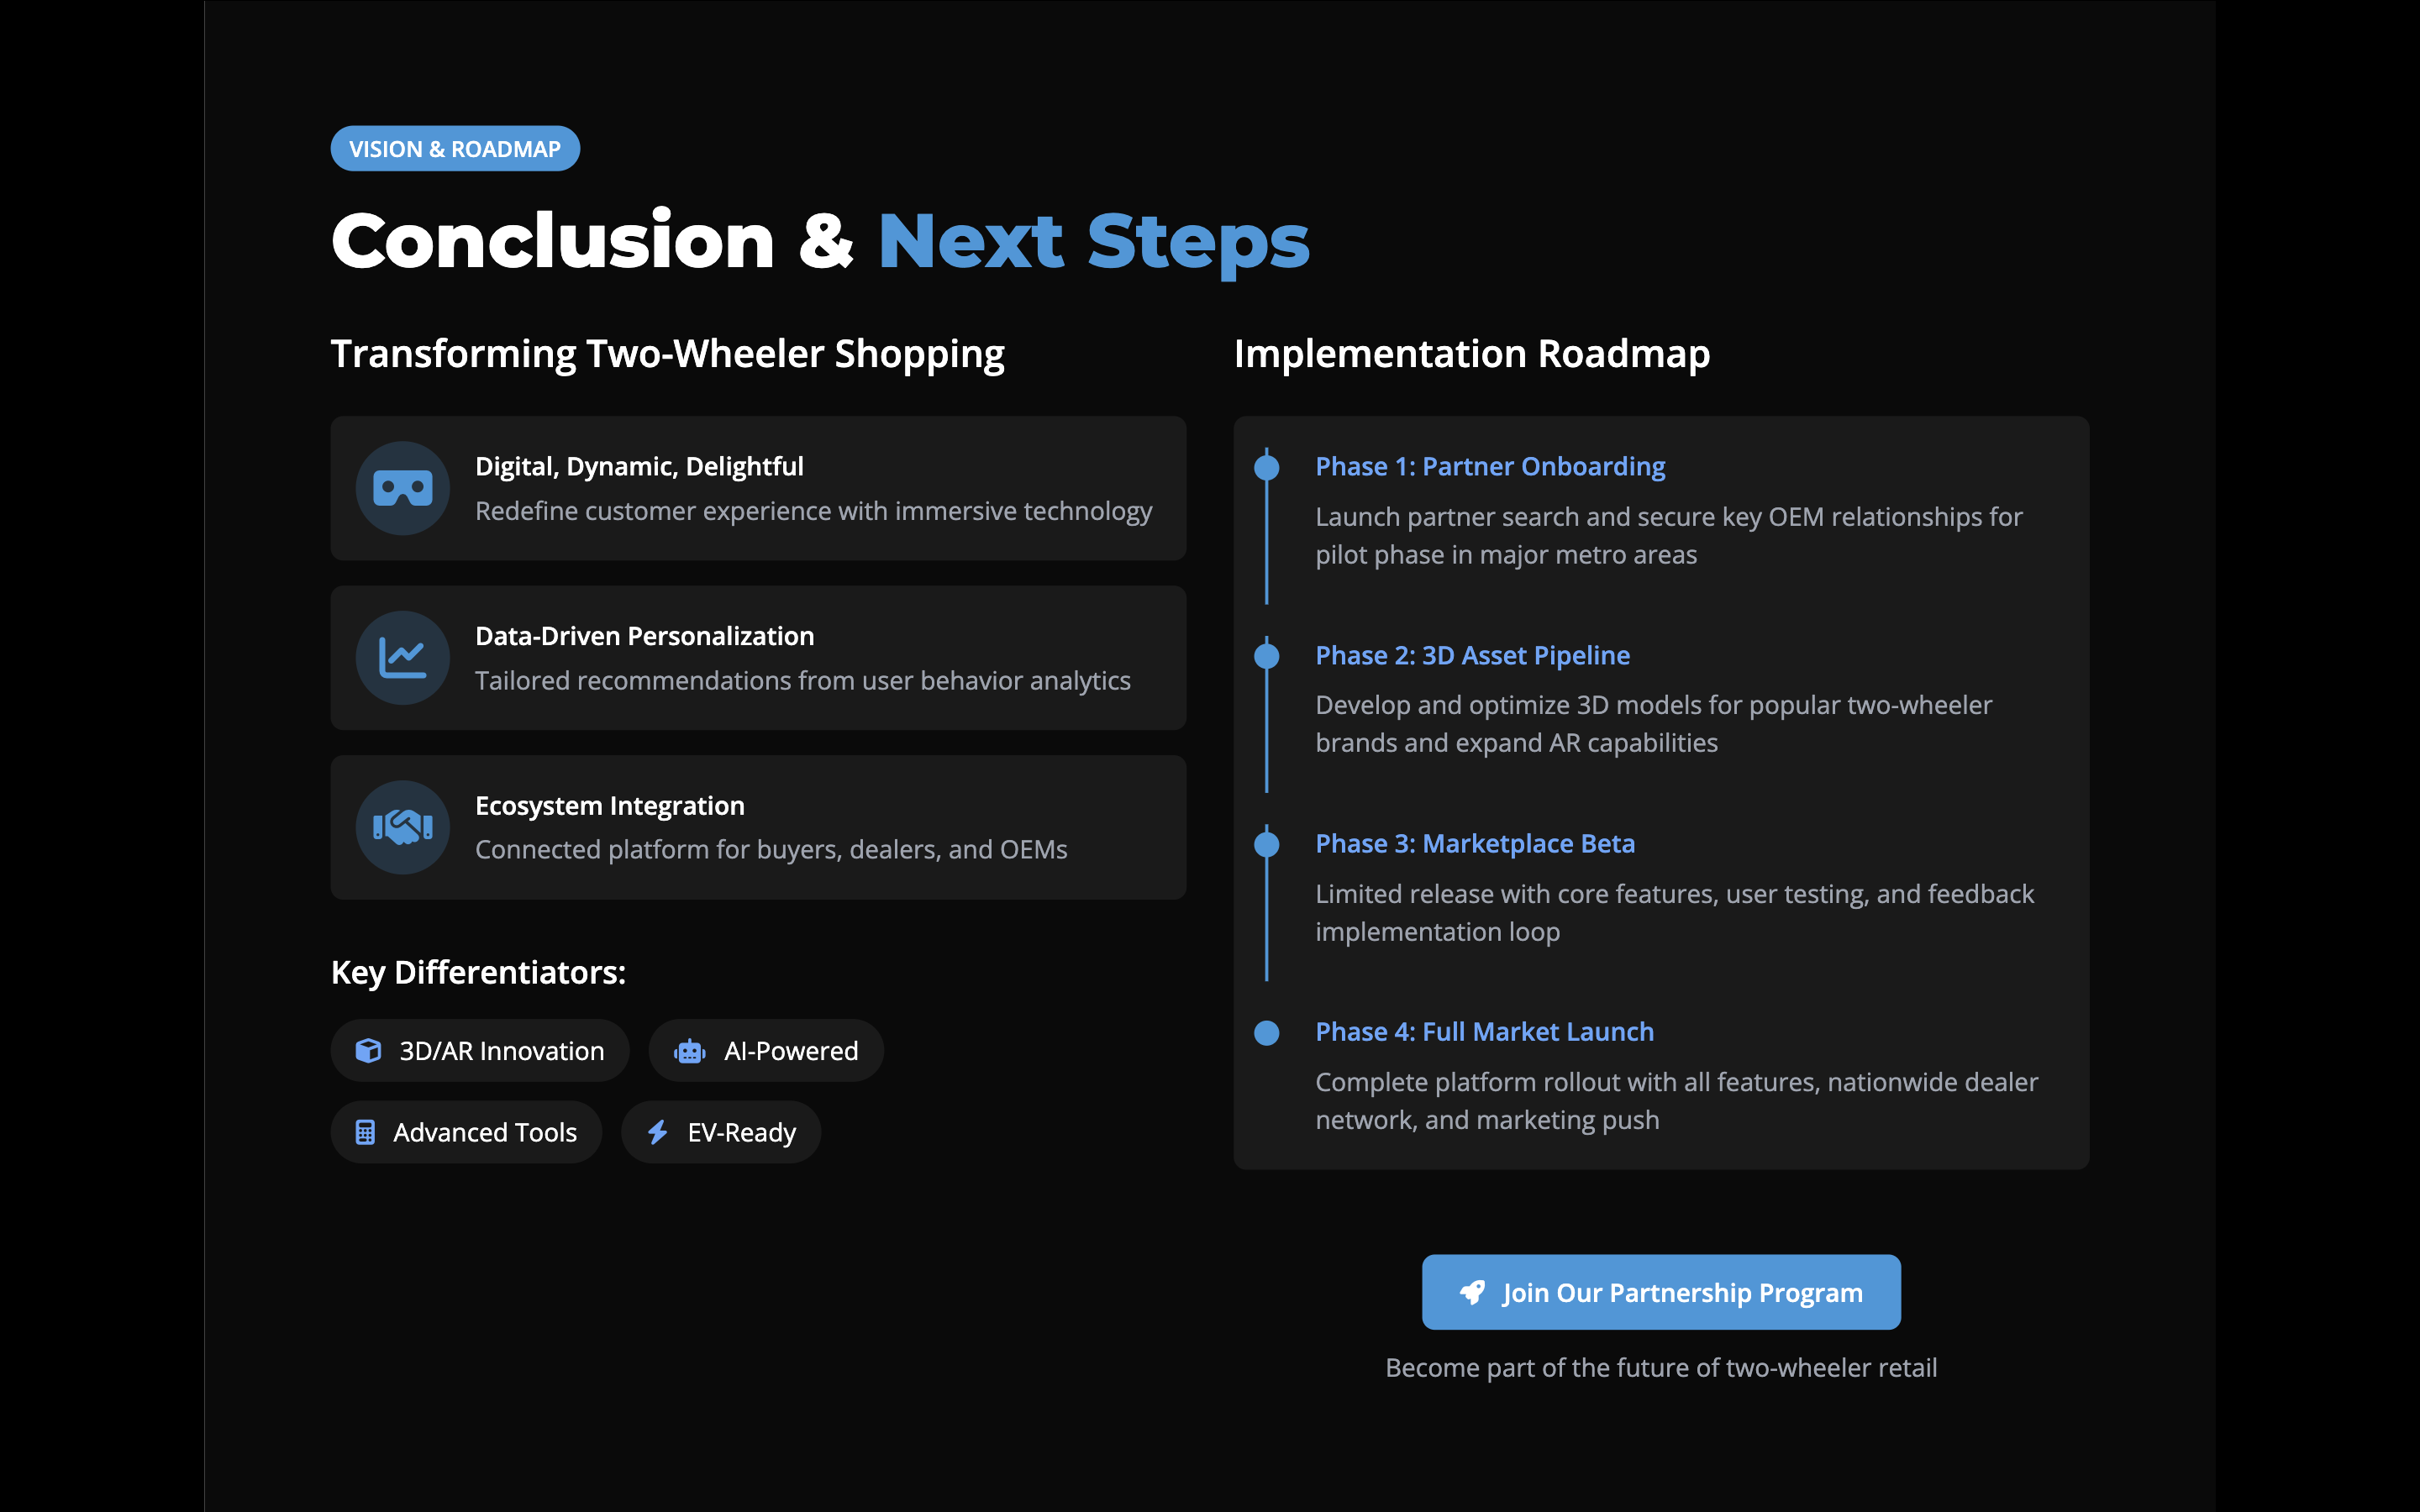 VISION & ROADMAP
Conclusion & Next Steps
Transforming Two-Wheeler Shopping
Digital, Dynamic, Delightful
Redefine customer experience with immersive technology
Data-Driven Personalization
Tailored recommendations from user behavior analytics
Ecosystem Integration
Connected platform for buyers, dealers, and OEMs
Key Differentiators:
3D/AR Innovation
AI-Powered
Advanced Tools
EV-Ready
Implementation Roadmap
Phase 1: Partner Onboarding
Launch partner search and secure key OEM relationships for
pilot phase in major metro areas
Phase 2: 3D Asset Pipeline
Develop and optimize 3D models for popular two-wheeler
brands and expand AR capabilities
Phase 3: Marketplace Beta
Limited release with core features, user testing, and feedback
implementation loop
Phase 4: Full Market Launch
Complete platform rollout with all features, nationwide dealer
network, and marketing push
Join Our Partnership Program
Become part of the future of two-wheeler retail